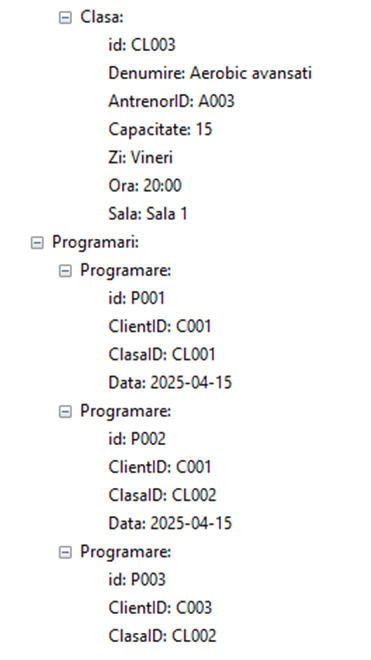 Clasa:
id: CL003
Denumire: Aerobic avansati
AntrenorID: A003
Capacitate: 15
Zi: Vineri
Ora: 20:00
Sala: Sala 1
Programari:
Programare:
id: P001
ClientID: C001
ClasaID: CL001
Data: 2025-04-15
Programare:
id: P002
ClientID: C001
ClasaID: CL002
Data: 2025-04-15
Programare:
id: P003
ClientID: C003
ClasaID: CL002